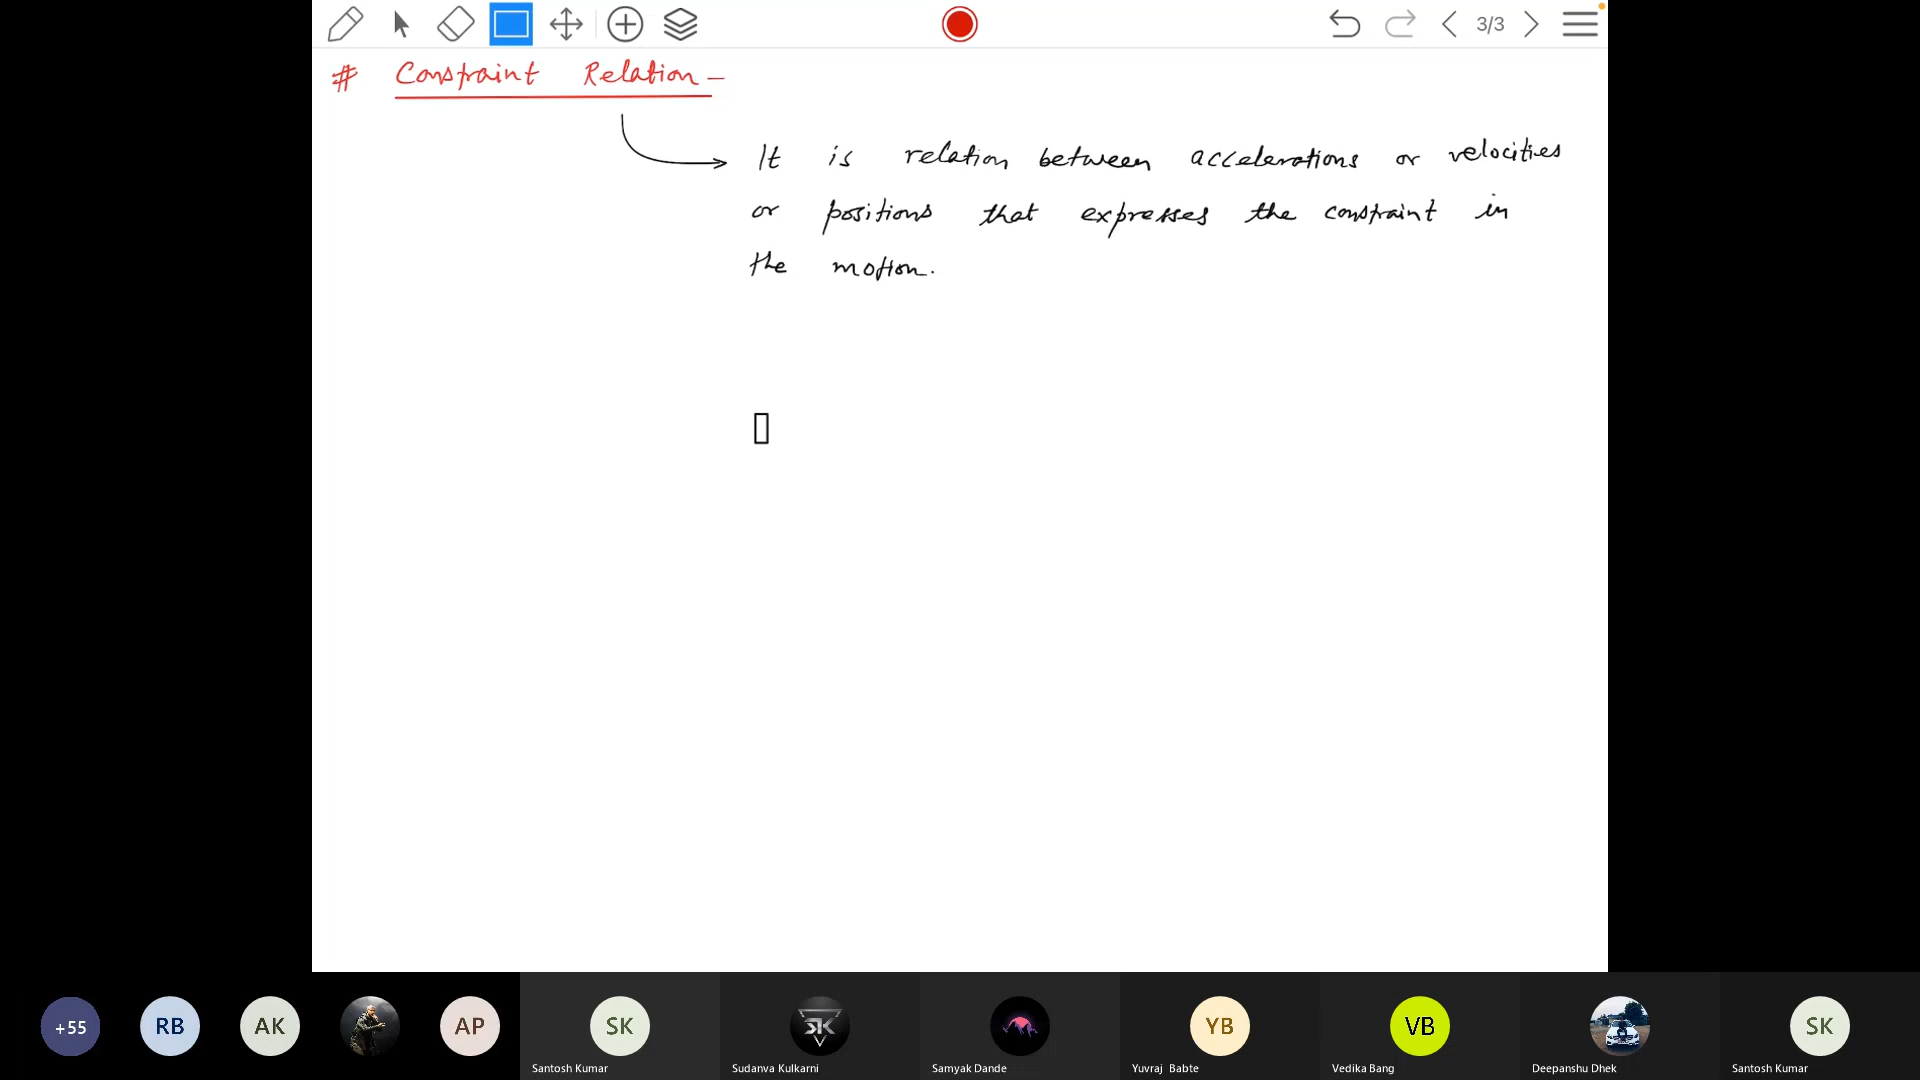 3/3
# Constraint Relation –
It is relation between accelerations or velocities
or positions that expresses the constraint in
the motion.
+55
RB
AK
AP
SK
SK
YB
VB
SK
Santosh Kumar
Sudanva Kulkarni
Samyak Dande
Yuvraj Babte
Vedika Bang
Deepanshu Dhek
Santosh Kumar